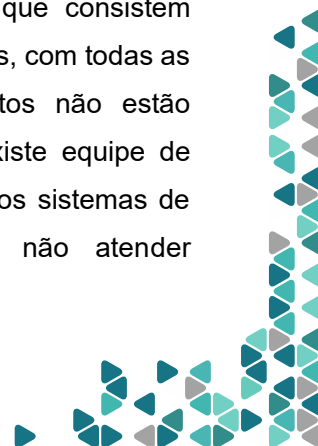 que consistem
s, com todas as
tos não estão
xiste equipe de
os sistemas de
não atender